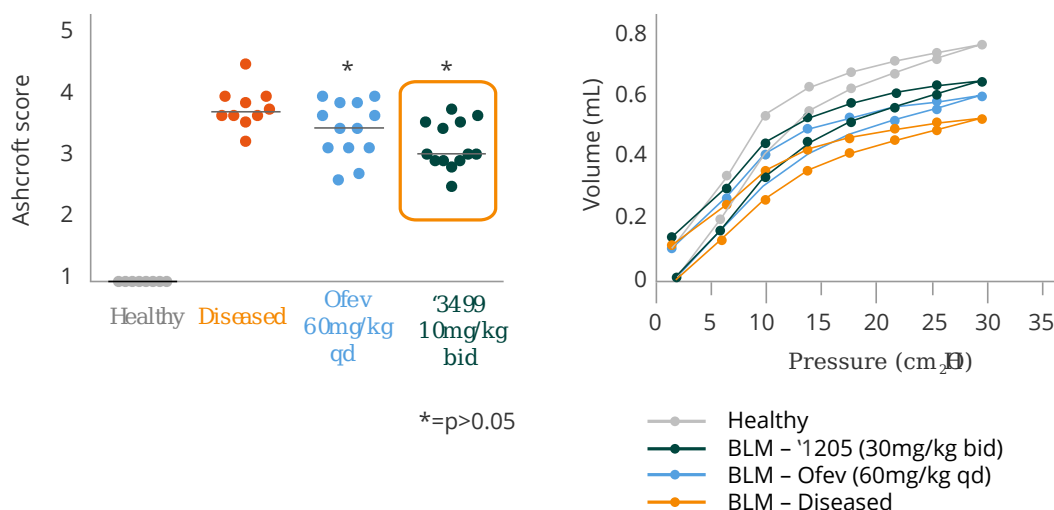 5
4
3
2
1
Ashcroft score
*
*
Healthy
Diseased
Ofev
60mg/kg
qd
‘3499
10mg/kg
bid
*=p>0.05
0.8
0.6
0.4
0.2
0
Volume (mL)
0 5 10 15 20 25 30 35
Pressure (cm₂H0)
Healthy
BLM – ‘1205 (30mg/kg bid)
BLM – Ofev (60mg/kg qd)
BLM – Diseased